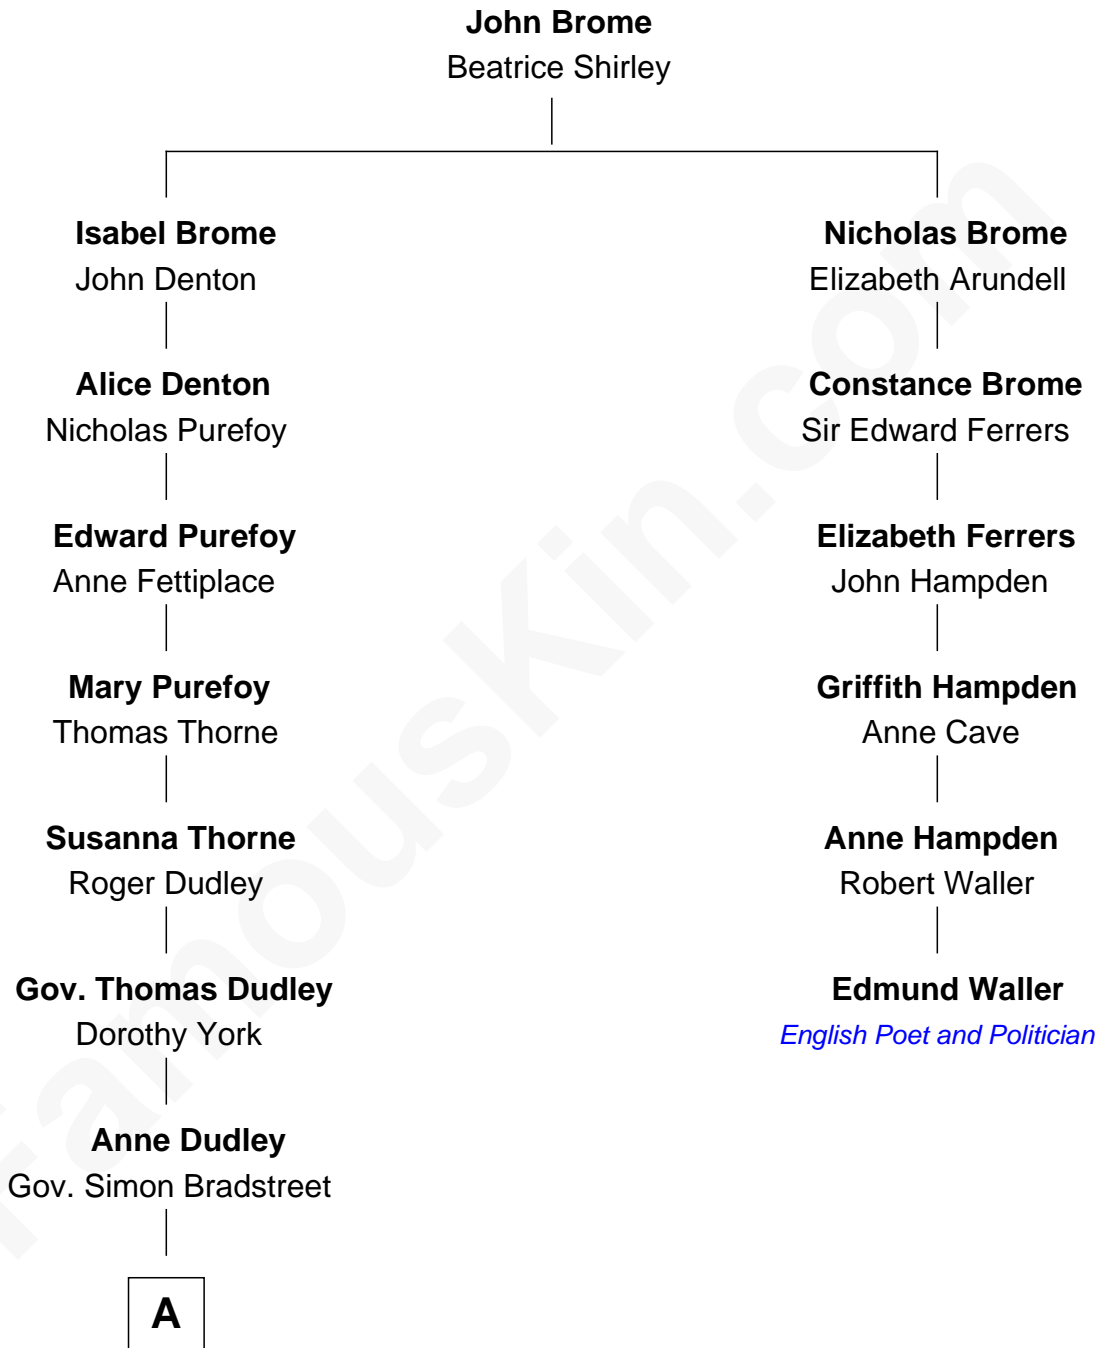 John Brome
Beatrice Shirley
Isabel Brome
John Denton
Nicholas Brome
Elizabeth Arundell
Alice Denton
Nicholas Purefoy
Constance Brome
Sir Edward Ferrers
Edward Purefoy
Anne Fettiplace
Elizabeth Ferrers
John Hampden
Mary Purefoy
Thomas Thorne
Griffith Hampden
Anne Cave
Susanna Thorne
Roger Dudley
Anne Hampden
Robert Waller
Gov. Thomas Dudley
Dorothy York
Edmund Waller
English Poet and Politician
Anne Dudley
Gov. Simon Bradstreet
A
FamousKin.com